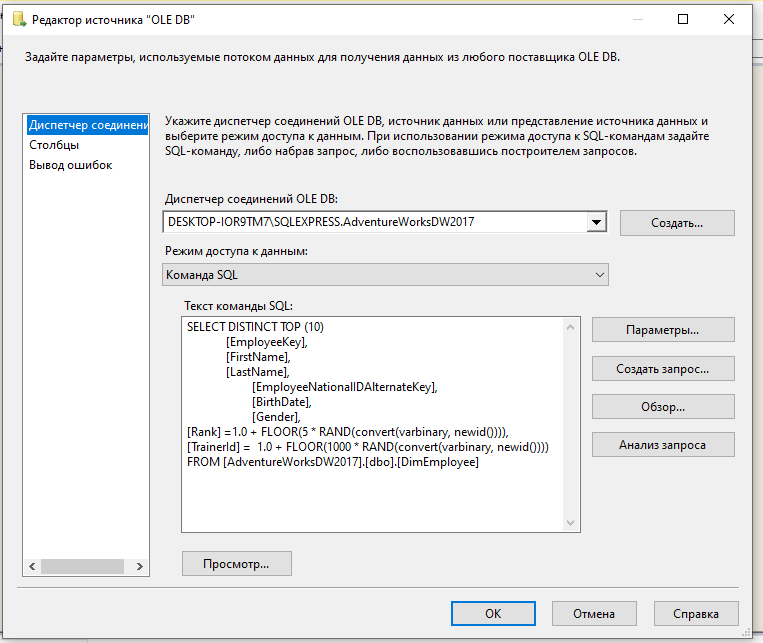 Редактор источника "OLE DB"
Задайте параметры, используемые потоком данных для получения данных из любого поставщика OLE DB.
Диспетчер соединени
Столбцы
Вывод ошибок
Укажите диспетчер соединений OLE DB, источник данных или представление источника данных и
выберите режим доступа к данным. При использовании режима доступа к SQL-командам задайте
SQL-команду, либо набрав запрос, либо воспользовавшись построителем запросов.
Диспетчер соединений OLE DB:
DESKTOP-IOR9TM7\SQLEXPRESS.AdventureWorksDW2017
Создать...
Режим доступа к данным:
Команда SQL
Текст команды SQL:
SELECT DISTINCT TOP (10)
[EmployeeKey],
[FirstName],
[LastName],
[EmployeeNationalIDAlternateKey],
[BirthDate],
[Gender],
[Rank] =1.0 + FLOOR(5 * RAND(convert(varbinary, newid()))),
[TrainerId] =  1.0 + FLOOR(1000 * RAND(convert(varbinary, newid())))
FROM [AdventureWorksDW2017].[dbo].[DimEmployee]
Параметры...
Создать запрос...
Обзор...
Анализ запроса
Просмотр...
OK
Отмена
Справка